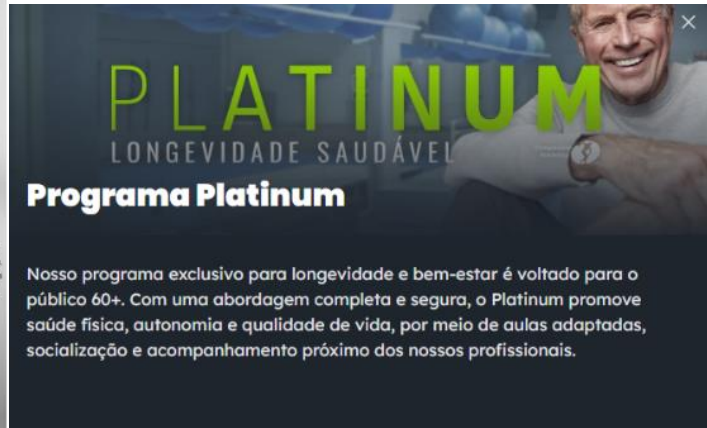 PLATINUM
LONGEVIDADE SAUDÁVEL
Programa Platinum
Nosso programa exclusivo para longevidade e bem-estar é voltado para o
público 60+. Com uma abordagem completa e segura, o Platinum promove
saúde física, autonomia e qualidade de vida, por meio de aulas adaptadas,
socialização e acompanhamento próximo dos nossos profissionais.